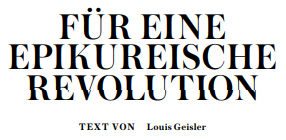 FÜR EINE
EPIKUREISCHE
REVOLUTION
TEXT VON Louis Geisler